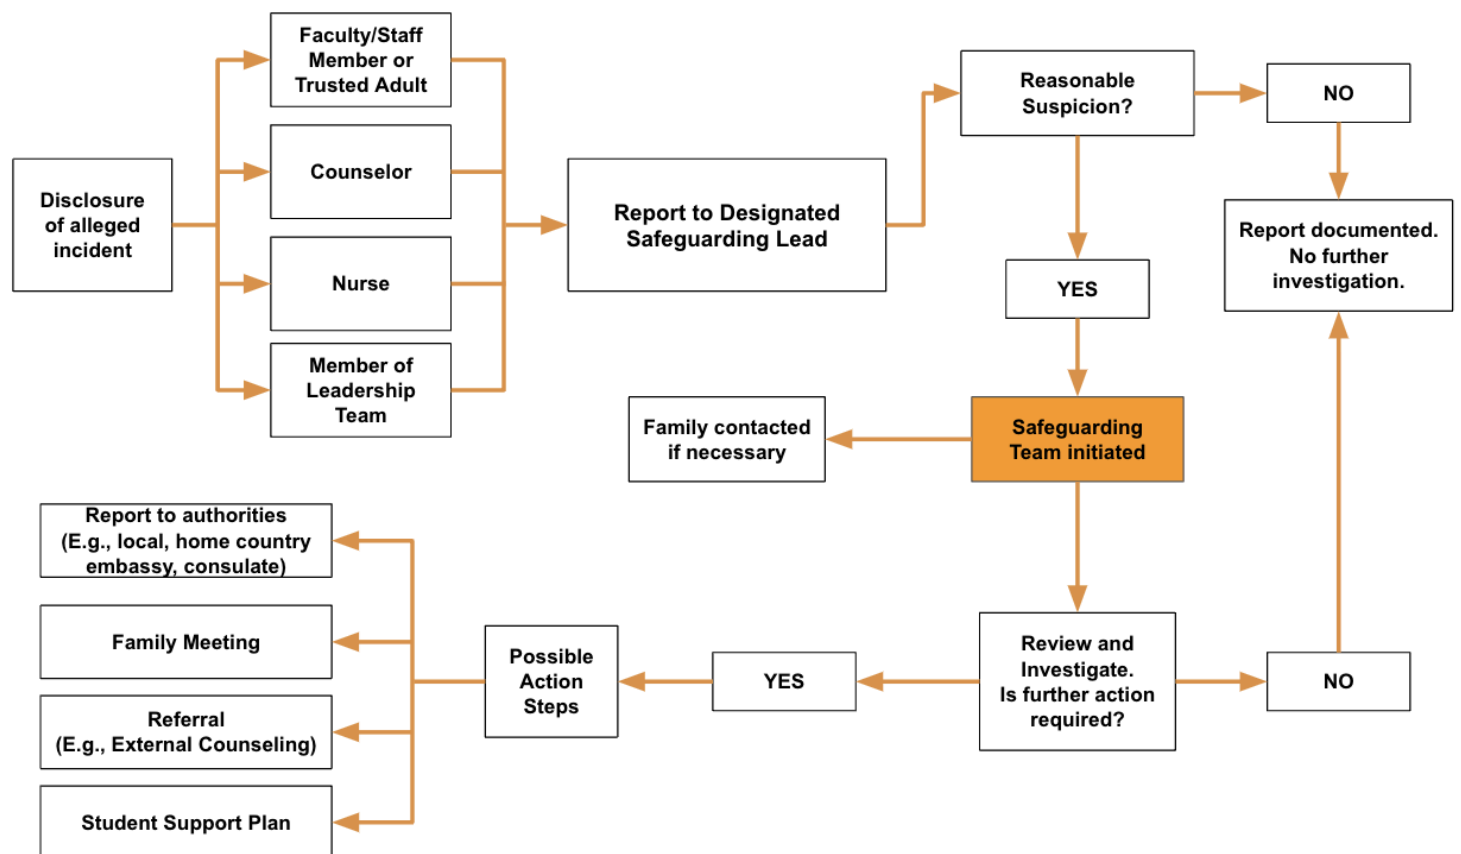 Disclosure
of alleged
incident
Faculty/Staff
Member or
Trusted Adult
Counselor
Nurse
Member of
Leadership
Team
Report to Designated
Safeguarding Lead
Reasonable
Suspicion?
NO
Report documented.
No further
investigation.
YES
Safeguarding
Team initiated
Family contacted
if necessary
Review and
Investigate.
Is further action
required?
NO
YES
Possible
Action
Steps
Report to authorities
(E.g., local, home country
embassy, consulate)
Family Meeting
Referral
(E.g., External Counseling)
Student Support Plan